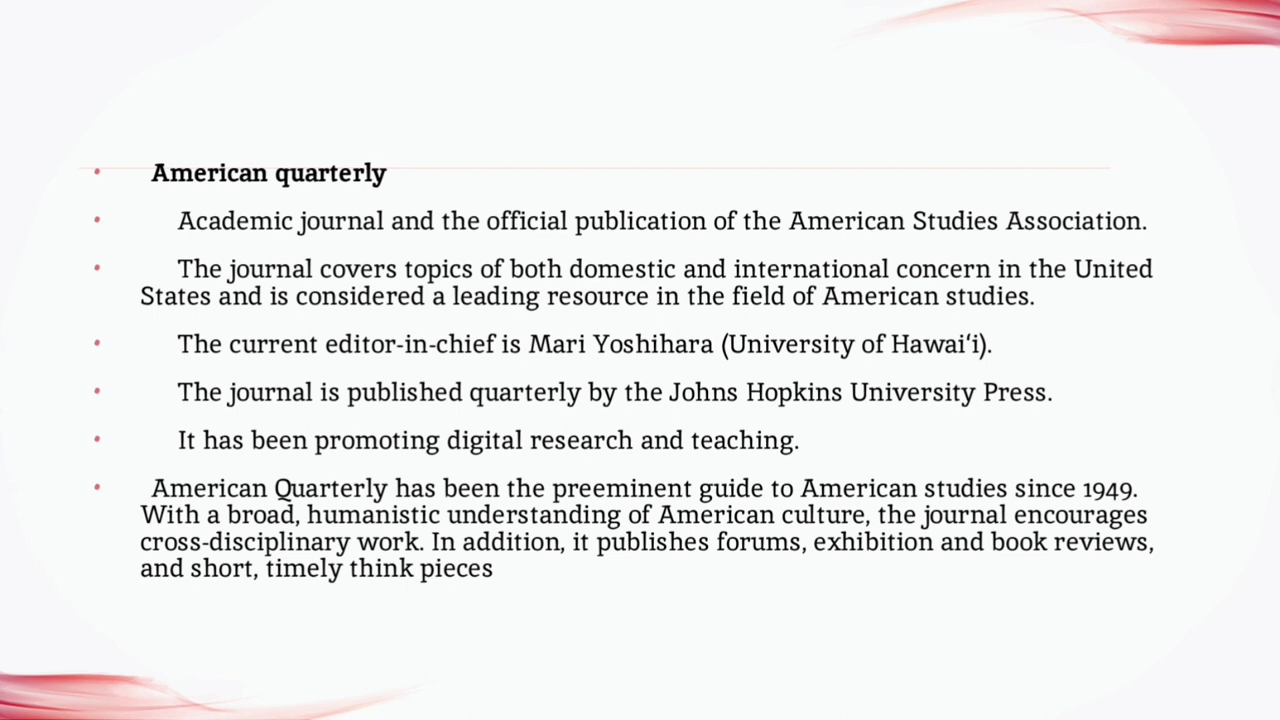 • American quarterly
• Academic journal and the official publication of the American Studies Association.
• The journal covers topics of both domestic and international concern in the United
States and is considered a leading resource in the field of American studies.
• The current editor-in-chief is Mari Yoshihara (University of Hawaiʻi).
• The journal is published quarterly by the Johns Hopkins University Press.
• It has been promoting digital research and teaching.
• American Quarterly has been the preeminent guide to American studies since 1949.
With a broad, humanistic understanding of American culture, the journal encourages
cross-disciplinary work. In addition, it publishes forums, exhibition and book reviews,
and short, timely think pieces